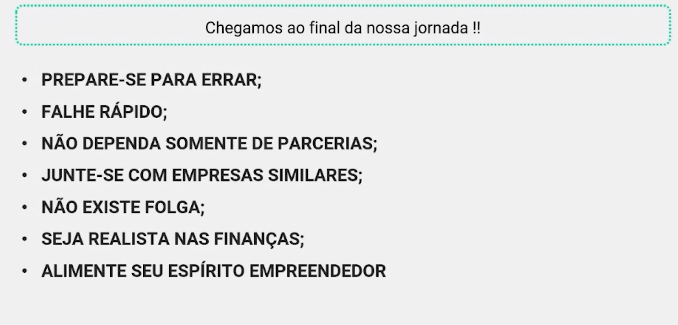 Chegamos ao final da nossa jornada !!
• PREPARE-SE PARA ERRAR;
• FALHE RÁPIDO;
• NÃO DEPENDA SOMENTE DE PARCERIAS;
• JUNTE-SE COM EMPRESAS SIMILARES;
• NÃO EXISTE FOLGA;
• SEJA REALISTA NAS FINANÇAS;
• ALIMENTE SEU ESPÍRITO EMPREENDEDOR